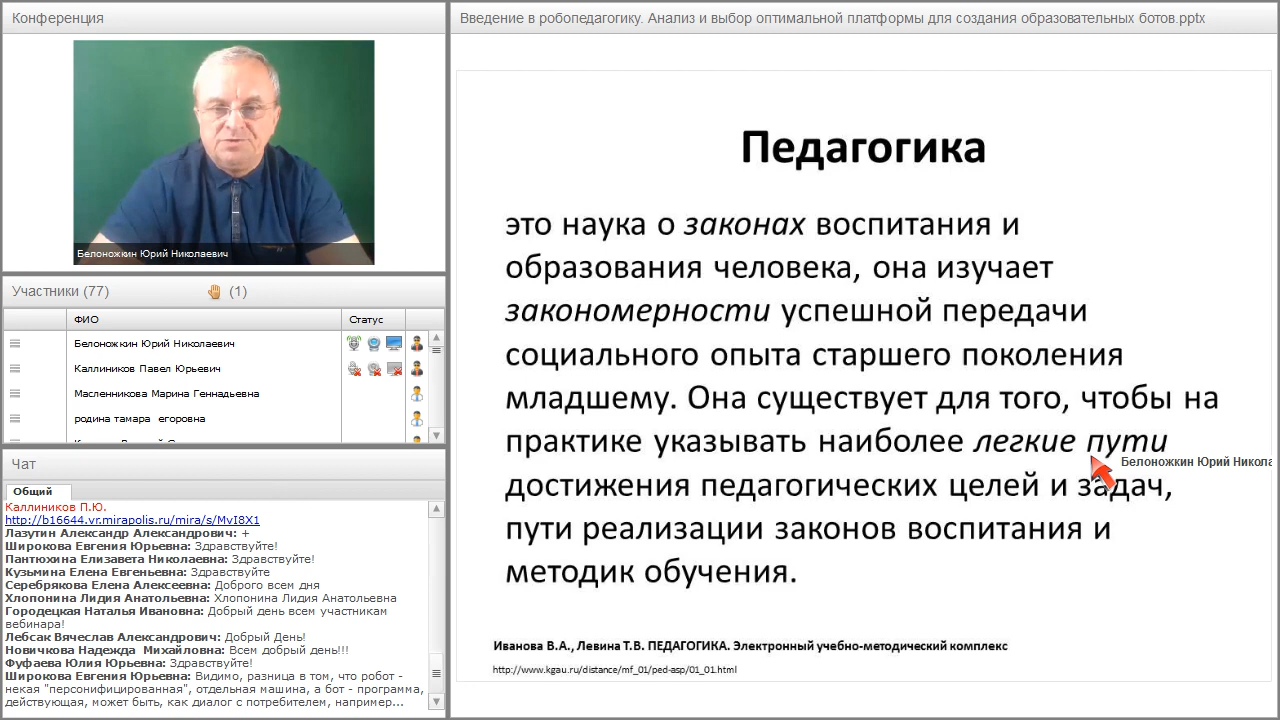 Конференция
Белоножкин Юрий Николаевич
Участники (77)
(1)
ФИО
Статус
Белоножкин Юрий Николаевич
Каллиников Павел Юрьевич
Масленникова Марина Геннадьевна
родина тамара егоровна
Чат
Общий
Каллиников П.Ю.
http://b16644.vr.mirapolis.ru/mira/s/MvI8X1
Лазутин Александр Александрович: +
Широкова Евгения Юрьевна: Здравствуйте!
Пантюхина Елизавета Николаевна: Здравствуйте!
Кузьмина Елена Евгеньевна: Здравствуйте
Серебрякова Елена Алексеевна: Доброго всем дня
Хлопонина Лидия Анатольевна: Хлопонина Лидия Анатольевна
Городецкая Наталья Ивановна: Добрый день всем участникам
вебинара!
Лебсак Вячеслав Александрович: Добрый День!
Новичкова Надежда Михайловна: Всем добрый день!!!
Фуфаева Юлия Юрьевна: Здравствуйте!
Широкова Евгения Юрьевна: Видимо, разница в том, что робот -
некая "персонифицированная", отдельная машина, а бот - программа,
действующая, может быть, как диалог с потребителем, например...
Введение в робопедагогику. Анализ и выбор оптимальной платформы для создания образовательных ботов.pptx
Педагогика
это наука о законах воспитания и
образования человека, она изучает
закономерности успешной передачи
социального опыта старшего поколения
младшему. Она существует для того, чтобы на
практике указывать наиболее легкие пути
Белоножкин Юрий Никола
достижения педагогических целей и задач,
пути реализации законов воспитания и
методик обучения.
Иванова В.А., Левина Т.В. ПЕДАГОГИКА. Электронный учебно-методический комплекс
http://www.kgau.ru/distance/mf_01/ped-asp/01_01.html